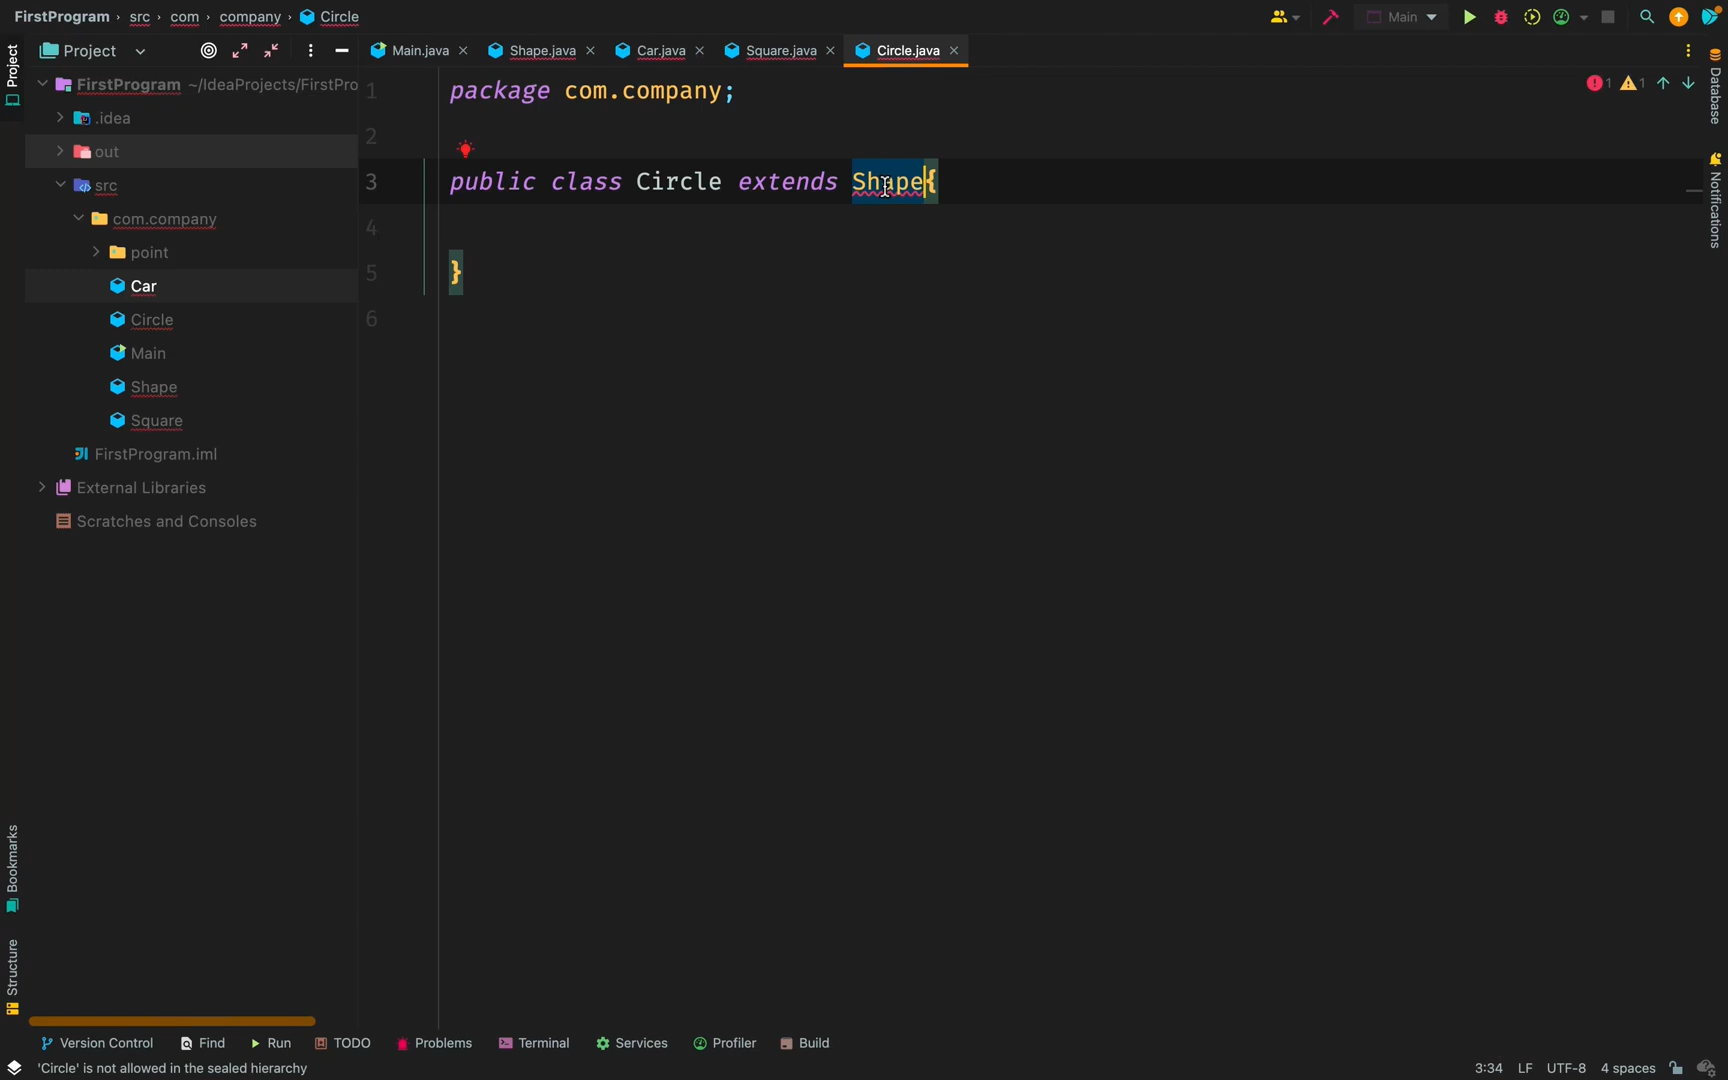 FirstProgram › src › com › company › Circle
Main
Project
Project
Main.java
Shape.java
Car.java
Square.java
Circle.java
Database
Notifications
FirstProgram ~/IdeaProjects/FirstPro
.idea
out
src
com.company
point
Car
Circle
Main
Shape
Square
FirstProgram.iml
External Libraries
Scratches and Consoles
1 package com.company;
2
3 public class Circle extends Shape{
4
5 }
6
1 1
Bookmarks
Structure
Version Control Find Run TODO Problems Terminal Services Profiler Build
'Circle' is not allowed in the sealed hierarchy
3:34 LF UTF-8 4 spaces